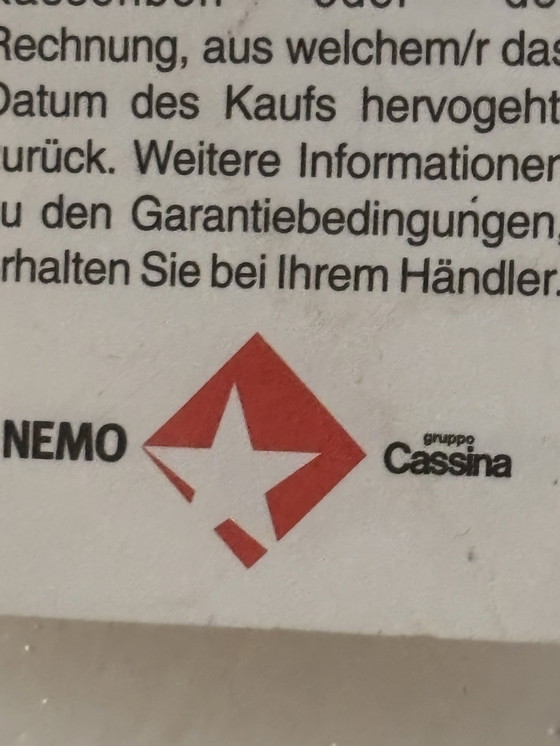 oder
Rechnung, aus welchem/r das
Datum des Kaufs hervogeht
urück. Weitere Informationen
u den Garantiebedingungen,
rhalten Sie bei Ihrem Händler.
NEMO
gruppo
Cassina